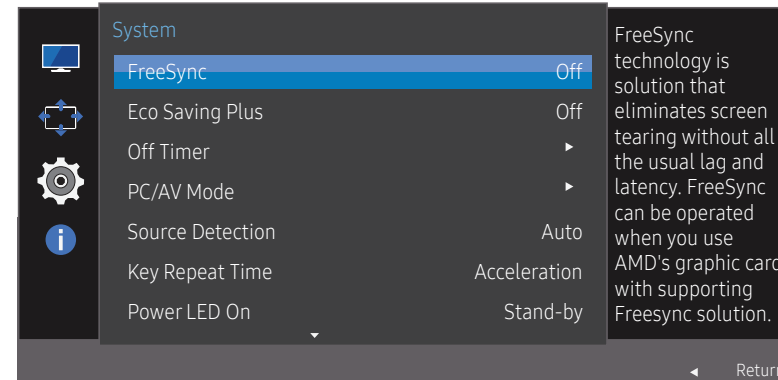 System
FreeSync Off
Eco Saving Plus Off
Off Timer
PC/AV Mode
Source Detection Auto
Key Repeat Time Acceleration
Power LED On Stand-by
FreeSync
technology is
solution that
eliminates screen
tearing without all
the usual lag and
latency. FreeSync
can be operated
when you use
AMD's graphic card
with supporting
Freesync solution.
Return